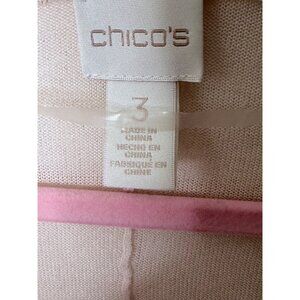 chico's
3
MADE IN
CHINA
HECHO EN
CHINA
FABRIQUÉ EN
CHINE